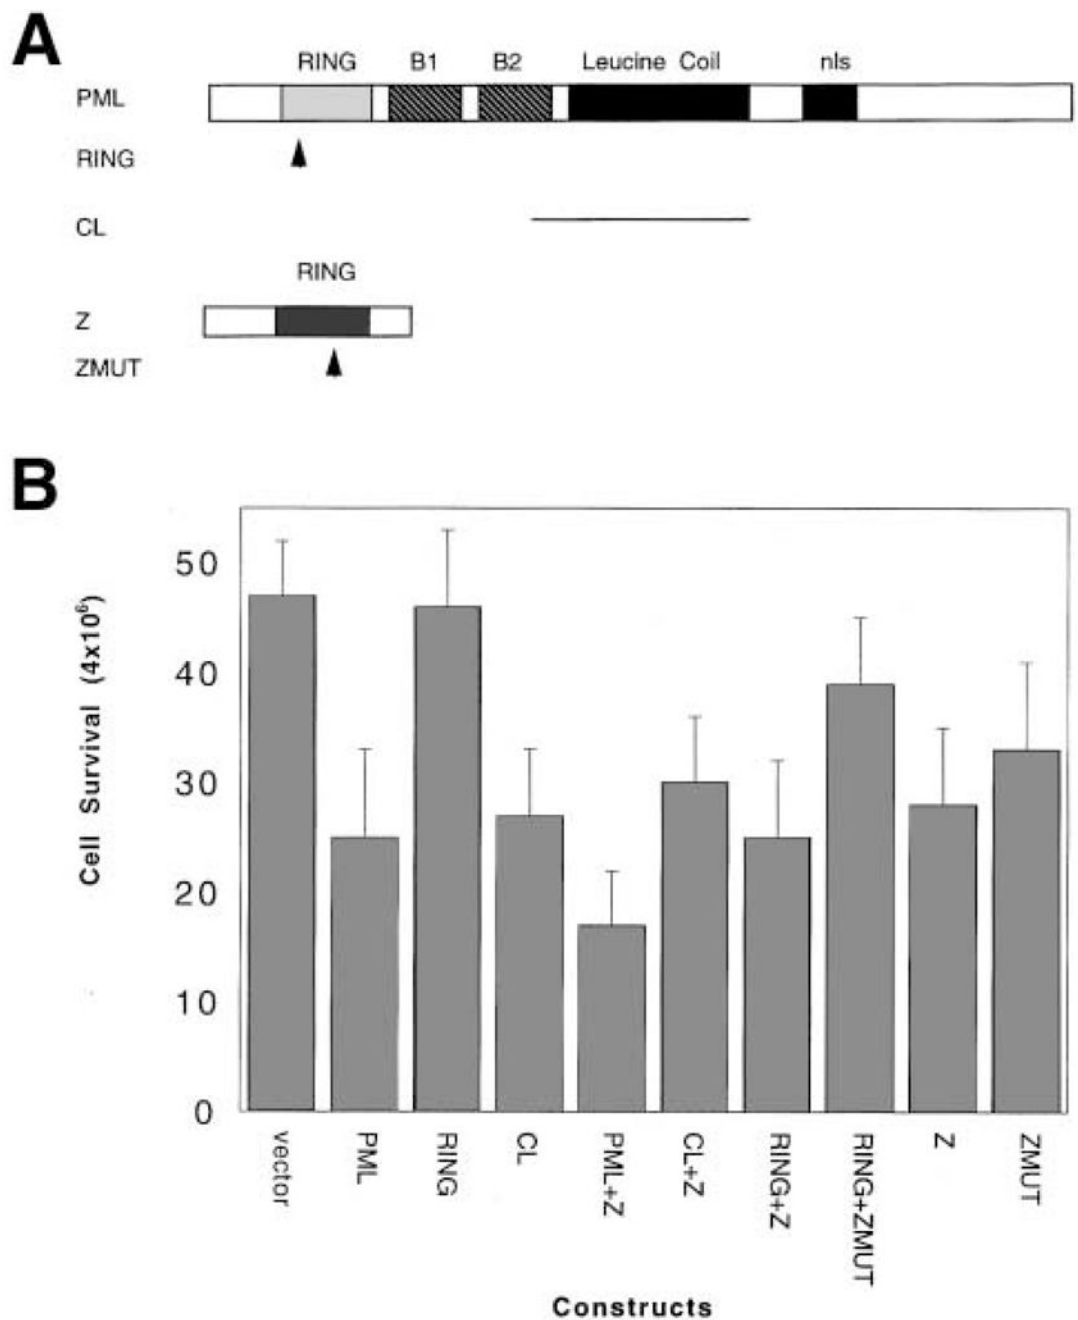 A
RING B1 B2 Leucine Coil nls
PML
RING
CL
RING
Z
ZMUT
B
50
40
30
20
10
0
Cell Survival (4x10⁶)
vector
PML
RING
CL
PML+Z
CL+Z
RING+Z
RING+ZMUT
Z
ZMUT
Constructs